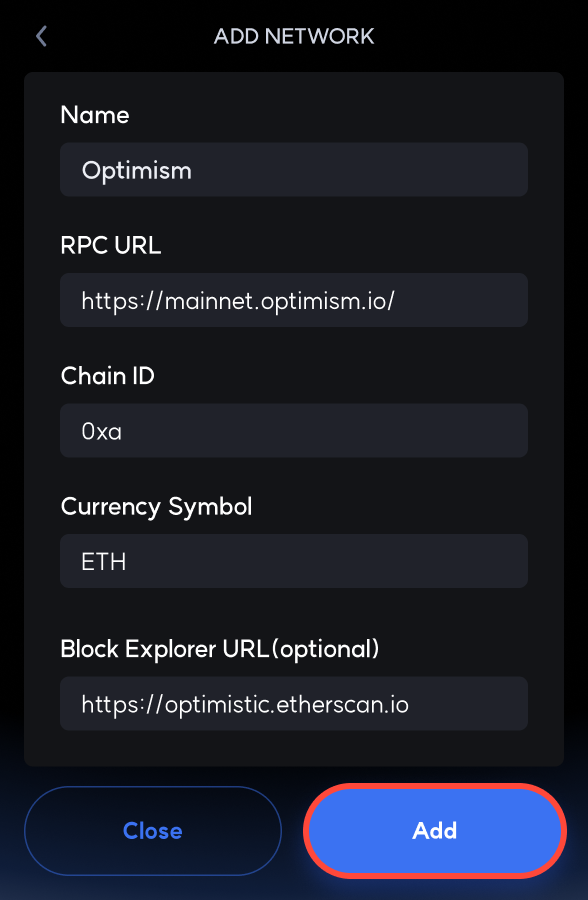 ADD NETWORK
Name
Optimism
RPC URL
https://mainnet.optimism.io/
Chain ID
0xa
Currency Symbol
ETH
Block Explorer URL(optional)
https://optimistic.etherscan.io
Close
Add